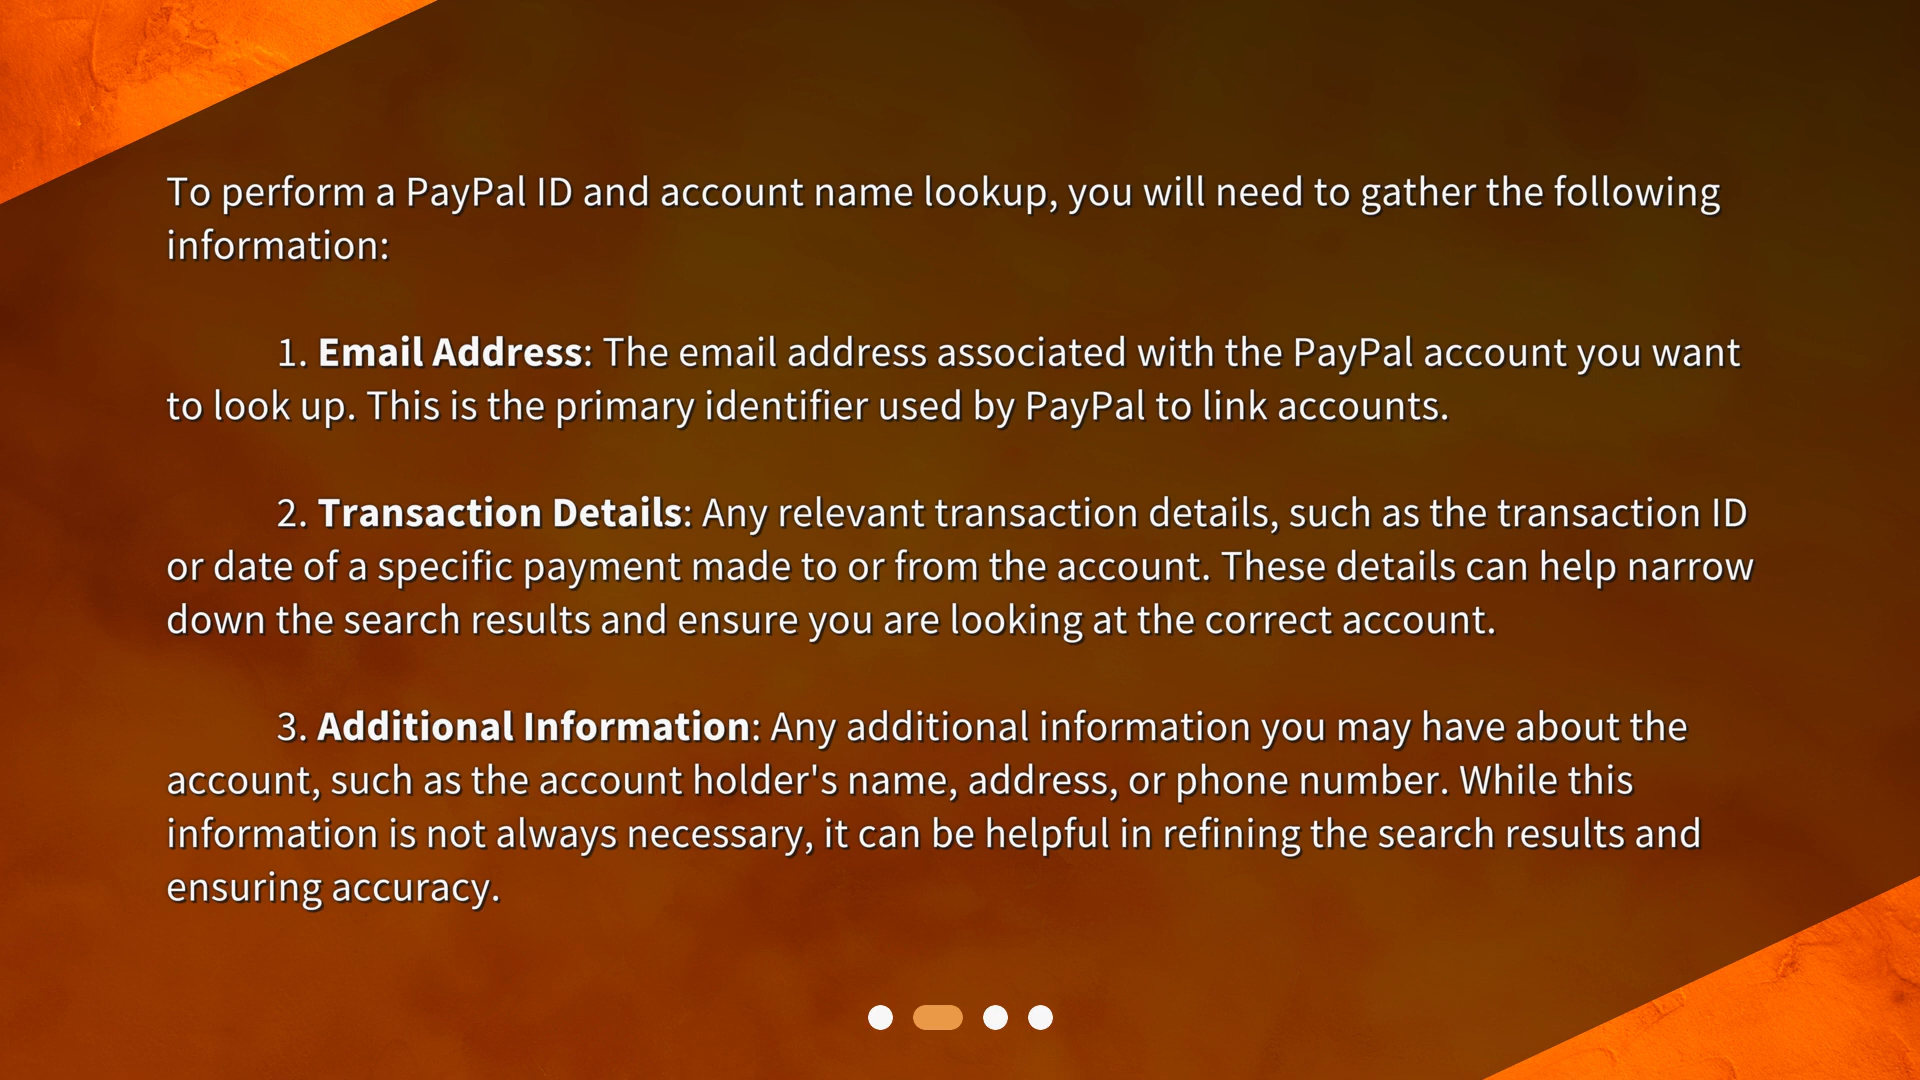 To perform a PayPal ID and account name lookup, you will need to gather the following
information:
1. Email Address: The email address associated with the PayPal account you want
to look up. This is the primary identifier used by PayPal to link accounts.
2. Transaction Details: Any relevant transaction details, such as the transaction ID
or date of a specific payment made to or from the account. These details can help narrow
down the search results and ensure you are looking at the correct account.
3. Additional Information: Any additional information you may have about the
account, such as the account holder's name, address, or phone number. While this
information is not always necessary, it can be helpful in refining the search results and
ensuring accuracy.